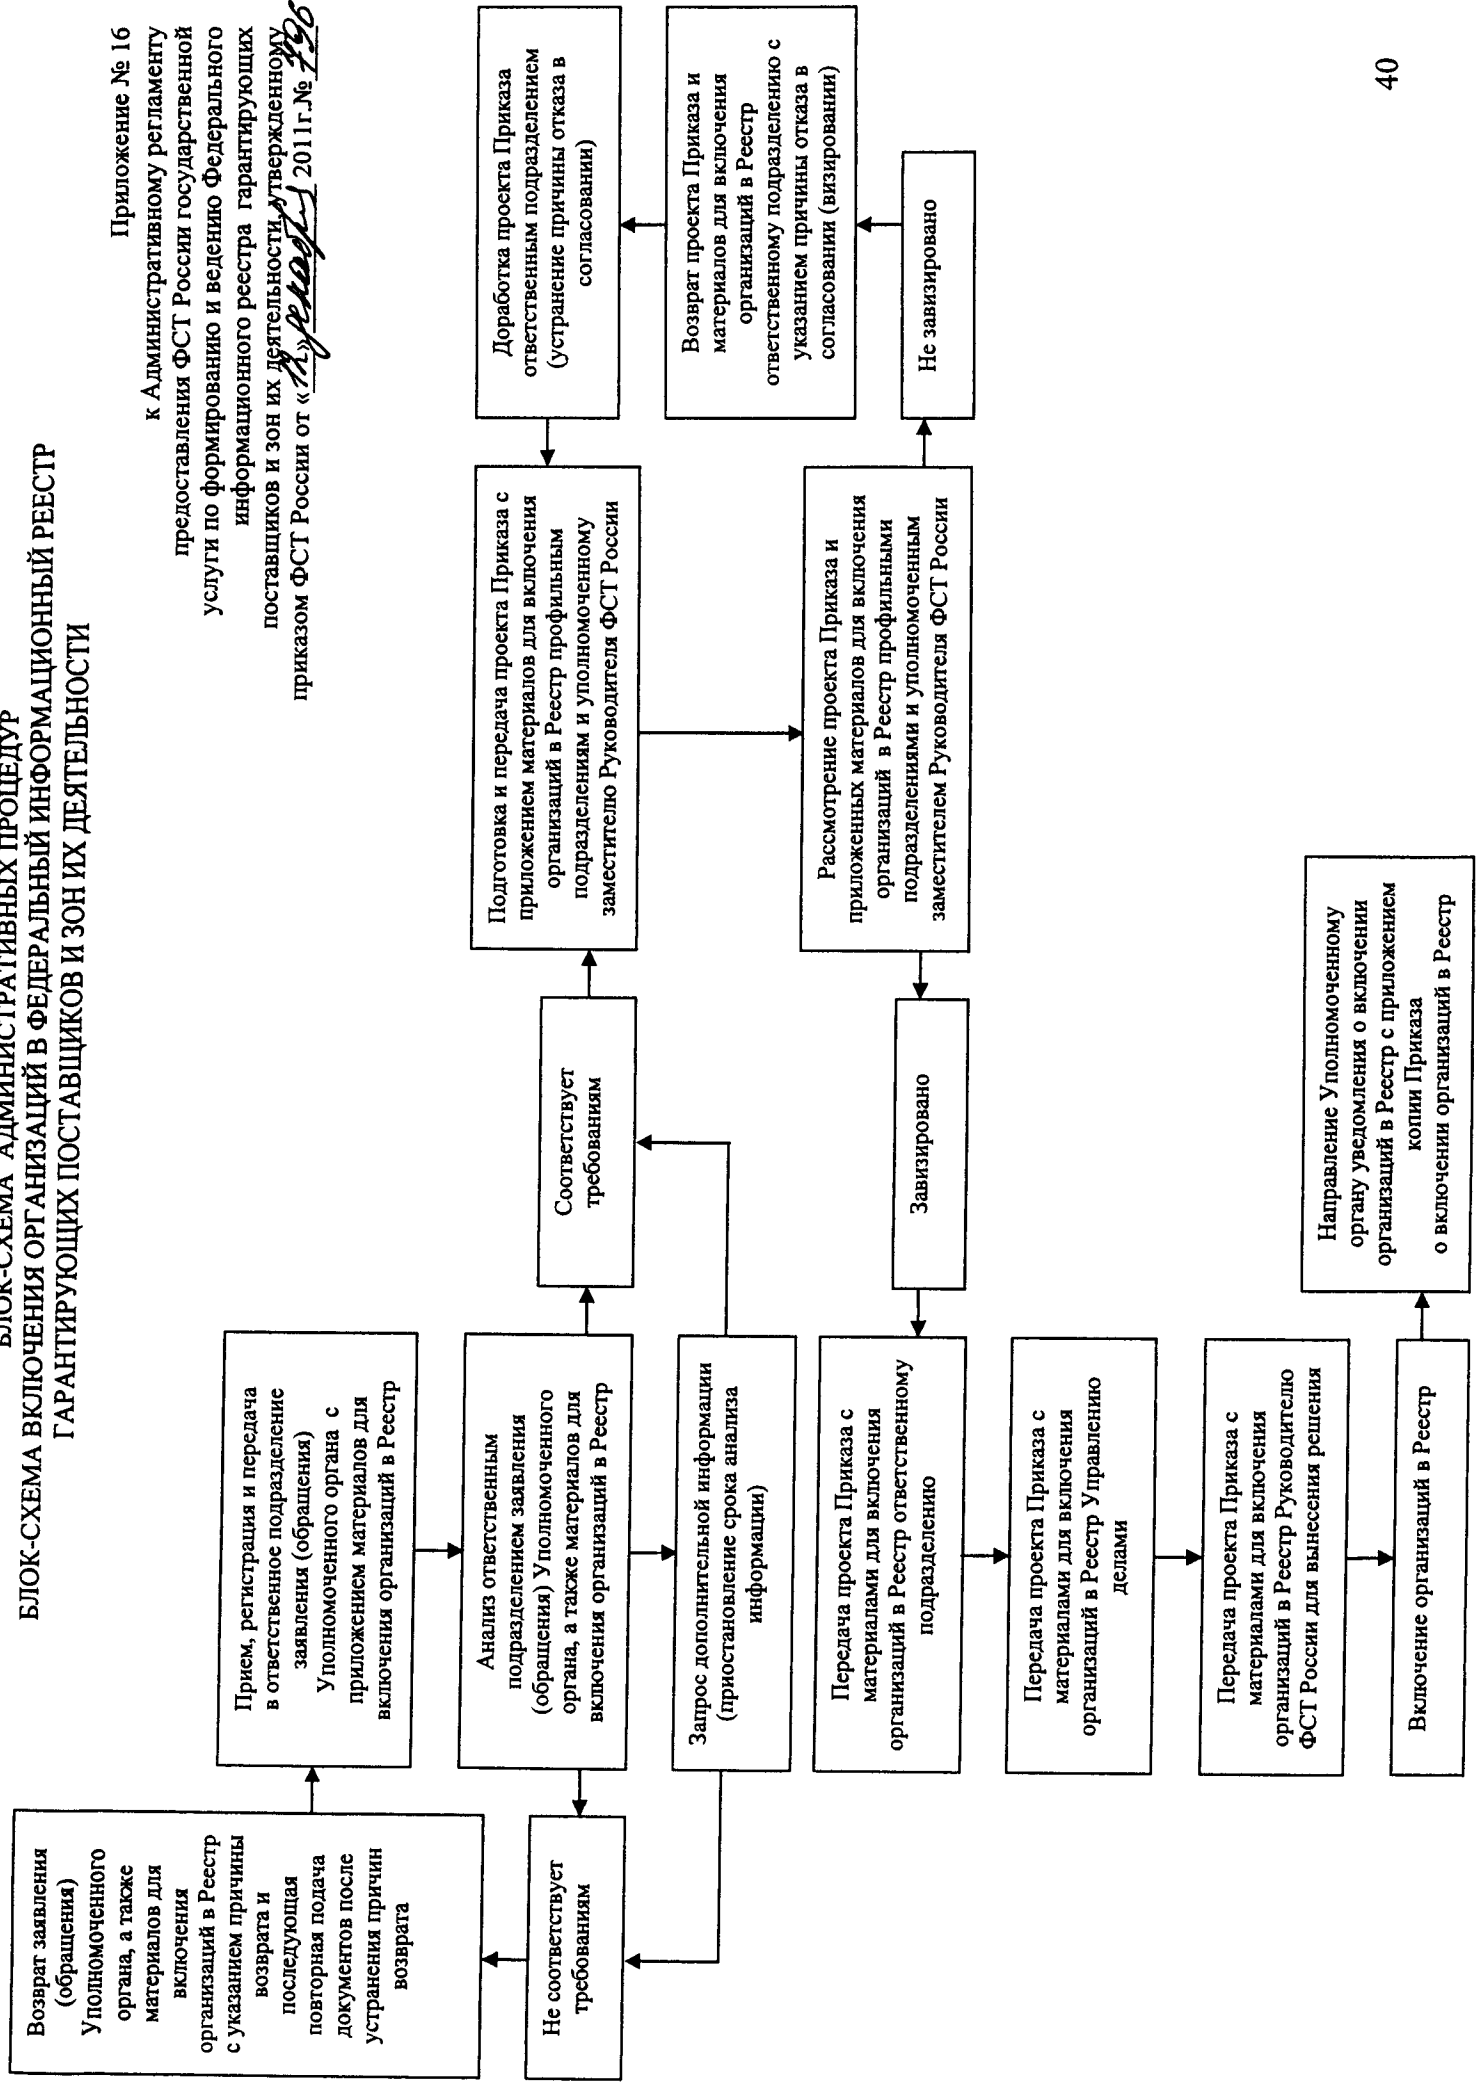 Приложение № 16
к Административному регламенту
предоставления ФСТ России государственной
услуги по формированию и ведению Федерального
информационного реестра гарантирующих
поставщиков и зон их деятельности, утвержденному
приказом ФСТ России от « » декабря 2011г.№
БЛОК-СХЕМА АДМИНИСТРАТИВНЫХ ПРОЦЕДУР
БЛОК-СХЕМА ВКЛЮЧЕНИЯ ОРГАНИЗАЦИЙ В ФЕДЕРАЛЬНЫЙ ИНФОРМАЦИОННЫЙ РЕЕСТР
ГАРАНТИРУЮЩИХ ПОСТАВЩИКОВ И ЗОН ИХ ДЕЯТЕЛЬНОСТИ
Возврат заявления
(обращения)
Уполномоченного
органа, а также
материалов для
включения
организаций в Реестр
с указанием причины
возврата и
последующая
повторная подача
документов после
устранения причин
возврата
Прием, регистрация и передача
в ответственное подразделение
заявления (обращения)
Уполномоченного органа с
приложением материалов для
включения организаций в Реестр
Не соответствует
требованиям
Анализ ответственным
подразделением заявления
(обращения) Уполномоченного
органа, а также материалов для
включения организаций в Реестр
Соответствует
требованиям
Подготовка и передача проекта Приказа с
приложением материалов для включения
организаций в Реестр профильным
подразделениям и уполномоченному
заместителю Руководителя ФСТ России
Доработка проекта Приказа
ответственным подразделением
(устранение причины отказа в
согласовании)
Запрос дополнительной информации
(приостановление срока анализа
информации)
Возврат проекта Приказа и
материалов для включения
организаций в Реестр
ответственному подразделению с
указанием причины отказа в
согласовании (визировании)
Передача проекта Приказа с
материалами для включения
организаций в Реестр ответственному
подразделению
Завизировано
Рассмотрение проекта Приказа и
приложенных материалов для включения
организаций в Реестр профильными
подразделениями и уполномоченным
заместителем Руководителя ФСТ России
Не завизировано
Передача проекта Приказа с
материалами для включения
организаций в Реестр Управлению
делами
Передача проекта Приказа с
материалами для включения
организаций в Реестр Руководителю
ФСТ России для вынесения решения
Включение организаций в Реестр
Направление Уполномоченному
органу уведомления о включении
организаций в Реестр с приложением
копии Приказа
о включении организаций в Реестр
40